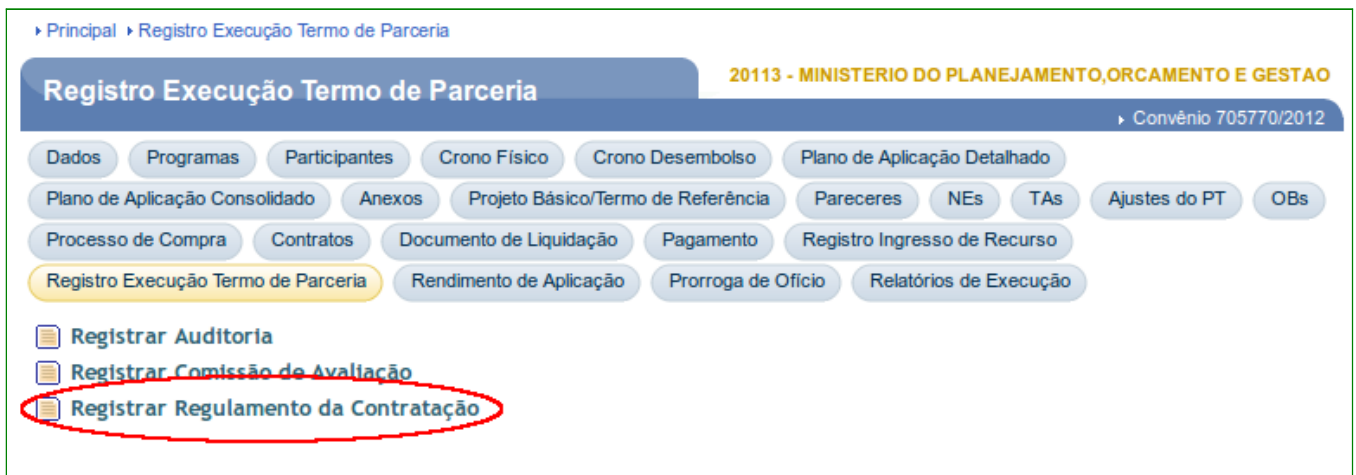 Principal Registro Execução Termo de Parceria
20113 - MINISTERIO DO PLANEJAMENTO,ORCAMENTO E GESTAO
Registro Execução Termo de Parceria
Convênio 705770/2012
Dados Programas Participantes Crono Físico Crono Desembolso Plano de Aplicação Detalhado
Plano de Aplicação Consolidado Anexos Projeto Básico/Termo de Referência Pareceres NEs TAs Ajustes do PT OBs
Processo de Compra Contratos Documento de Liquidação Pagamento Registro Ingresso de Recurso
Registro Execução Termo de Parceria Rendimento de Aplicação Prorroga de Ofício Relatórios de Execução
Registrar Auditoria
Registrar Comissão de Avaliação
Registrar Regulamento da Contratação